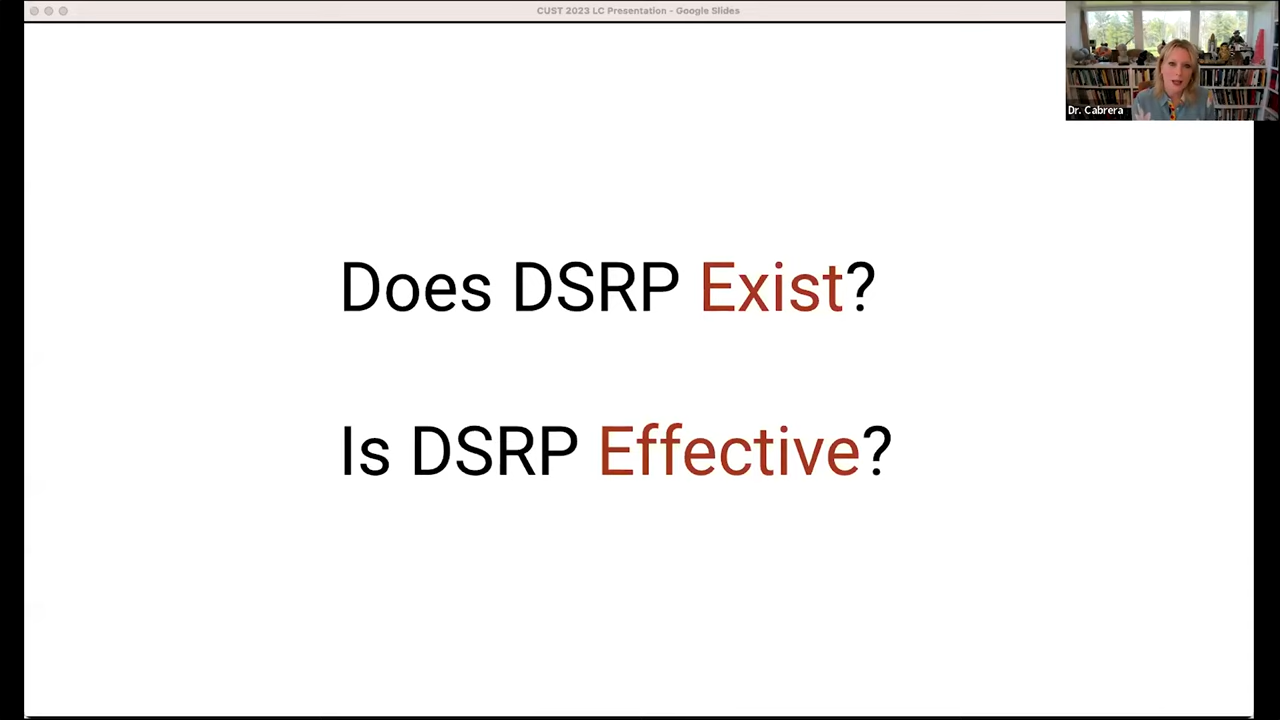 CUST 2023 LC Presentation - Google Slides
Dr. Cabrera
Does DSRP Exist?
Is DSRP Effective?